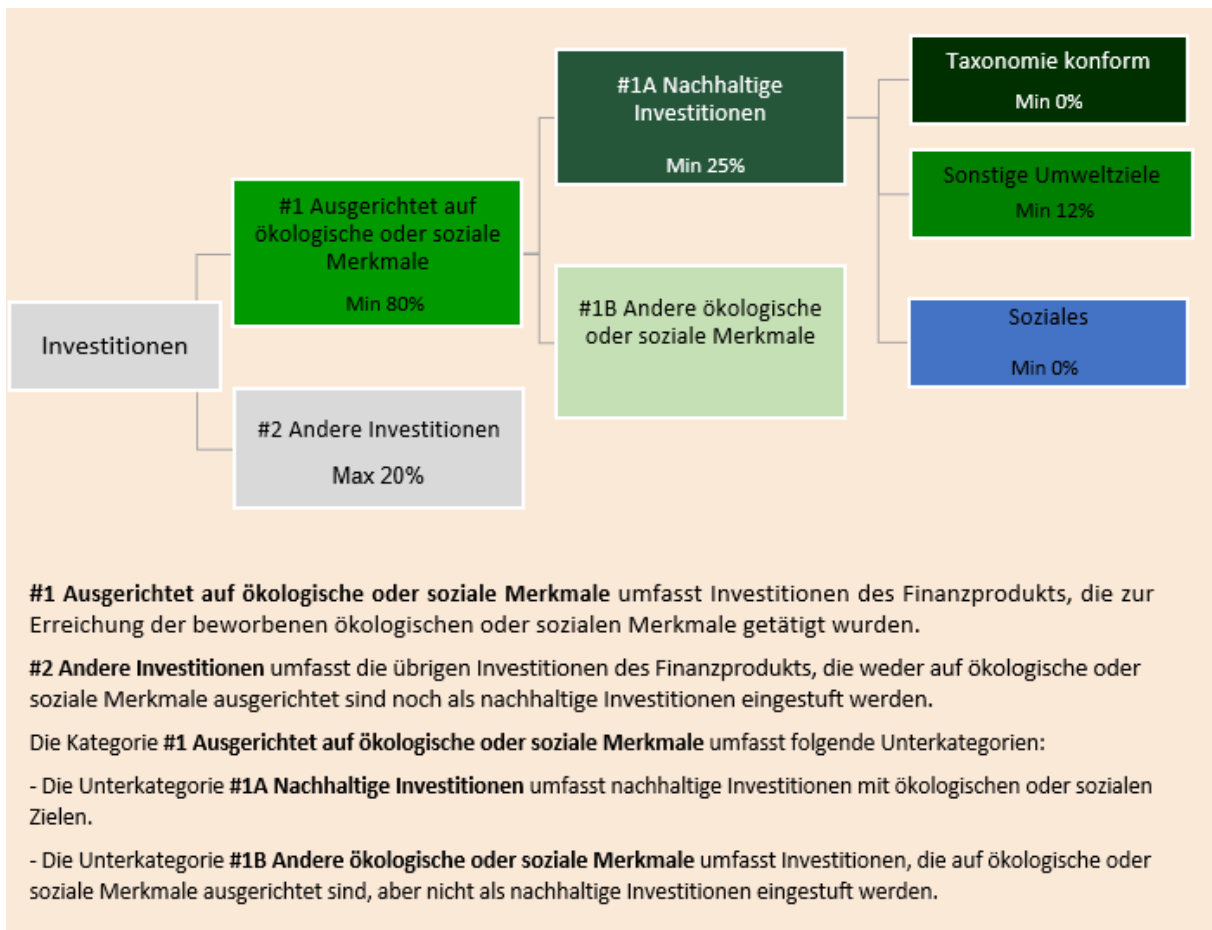 Investitionen
#1 Ausgerichtet auf
ökologische oder soziale
Merkmale
Min 80%
#2 Andere Investitionen
Max 20%
#1A Nachhaltige
Investitionen
Min 25%
#1B Andere ökologische
oder soziale Merkmale
Taxonomie konform
Min 0%
Sonstige Umweltziele
Min 12%
Soziales
Min 0%
#1 Ausgerichtet auf ökologische oder soziale Merkmale umfasst Investitionen des Finanzprodukts, die zur
Erreichung der beworbenen ökologischen oder sozialen Merkmale getätigt wurden.
#2 Andere Investitionen umfasst die übrigen Investitionen des Finanzprodukts, die weder auf ökologische oder
soziale Merkmale ausgerichtet sind noch als nachhaltige Investitionen eingestuft werden.
Die Kategorie #1 Ausgerichtet auf ökologische oder soziale Merkmale umfasst folgende Unterkategorien:
- Die Unterkategorie #1A Nachhaltige Investitionen umfasst nachhaltige Investitionen mit ökologischen oder sozialen
Zielen.
- Die Unterkategorie #1B Andere ökologische oder soziale Merkmale umfasst Investitionen, die auf ökologische oder
soziale Merkmale ausgerichtet sind, aber nicht als nachhaltige Investitionen eingestuft werden.